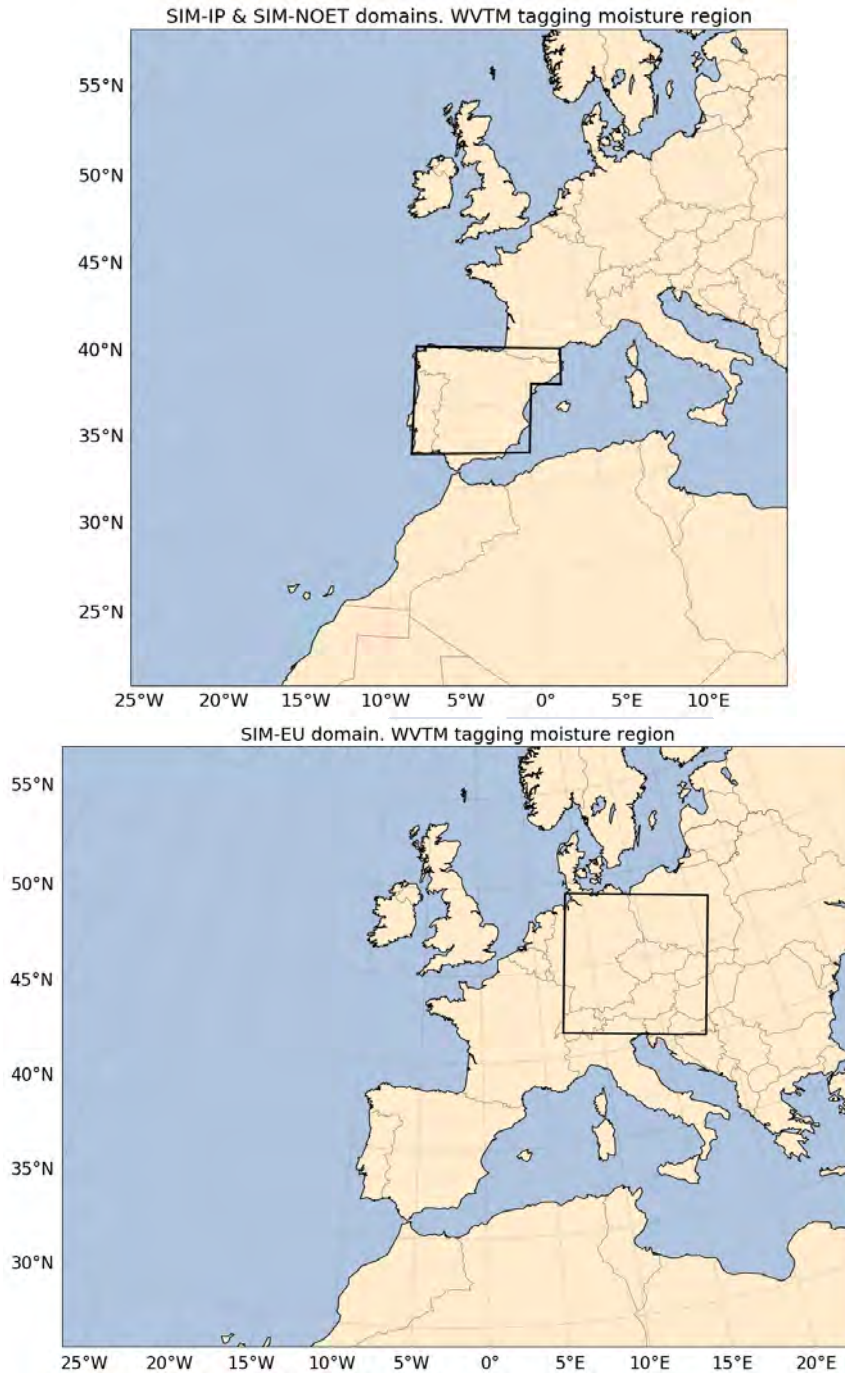 SIM-IP & SIM-NOET domains. WVTM tagging moisture region
55°N
50°N
45°N
40°N
35°N
30°N
25°N
25°W 20°W 15°W 10°W 5°W 0° 5°E 10°E
SIM-EU domain. WVTM tagging moisture region
55°N
50°N
45°N
40°N
35°N
30°N
25°W 20°W 15°W 10°W 5°W 0° 5°E 10°E 15°E 20°E